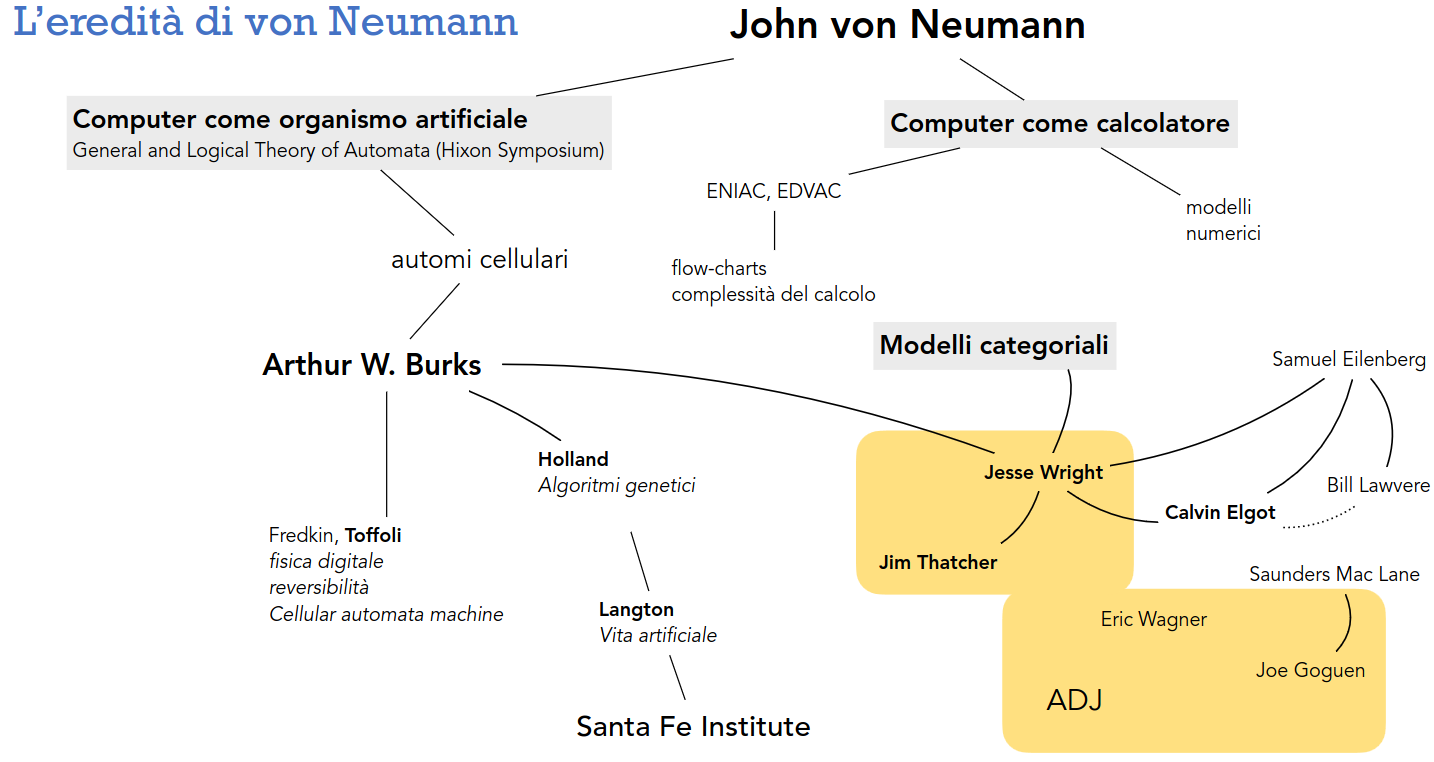 L'eredità di von Neumann
John von Neumann
Computer come organismo artificiale
General and Logical Theory of Automata (Hixon Symposium)
Computer come calcolatore
ENIAC, EDVAC
modelli
numerici
automi cellulari
flow-charts
complessità del calcolo
Modelli categoriali
Samuel Eilenberg
Arthur W. Burks
Holland
Algoritmi genetici
Jesse Wright
Bill Lawvere
Calvin Elgot
Fredkin, Toffoli
fisica digitale
reversibilità
Cellular automata machine
Jim Thatcher
Saunders Mac Lane
Langton
Vita artificiale
Eric Wagner
Joe Goguen
ADJ
Santa Fe Institute